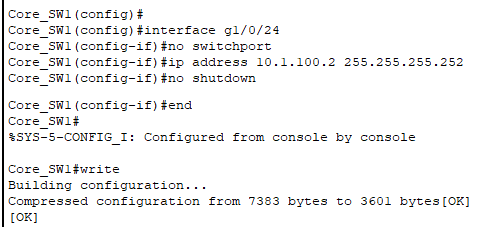 Core_SW1(config)#
Core_SW1(config)#interface g1/0/24
Core_SW1(config-if)#no switchport
Core_SW1(config-if)#ip address 10.1.100.2 255.255.255.252
Core_SW1(config-if)#no shutdown
Core_SW1(config-if)#end
Core_SW1#
%SYS-5-CONFIG_I: Configured from console by console
Core_SW1#write
Building configuration...
Compressed configuration from 7383 bytes to 3601 bytes[OK]
[OK]